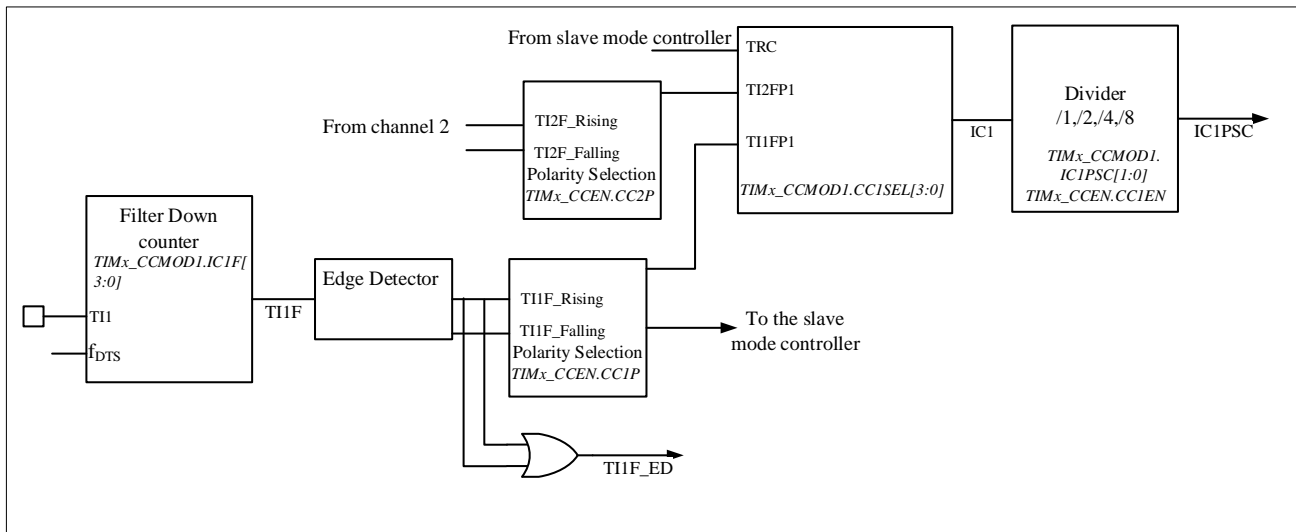 From slave mode controller
TRC
TI2FP1
TI1FP1
TIMx_CCMOD1.CC1SEL[3:0]
IC1
Divider
/1,/2,/4,/8
TIMx_CCMOD1.
IC1PSC[1:0]
TIMx_CCEN.CC1EN
IC1PSC
From channel 2
TI2F_Rising
TI2F_Falling
Polarity Selection
TIMx_CCEN.CC2P
Filter Down
counter
TIMx_CCMOD1.IC1F[
3:0]
TI1
fDTS
TI1F
Edge Detector
TI1F_Rising
TI1F_Falling
Polarity Selection
TIMx_CCEN.CC1P
To the slave
mode controller
TI1F_ED